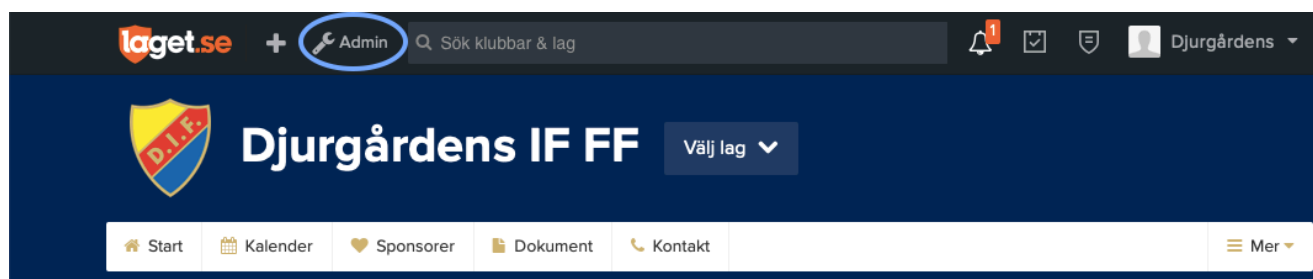 laget.se + Admin Sök klubbar & lag 1 Djurgårdens
D.I.F. Djurgårdens IF FF Välj lag
Start Kalender Sponsorer Dokument Kontakt Mer